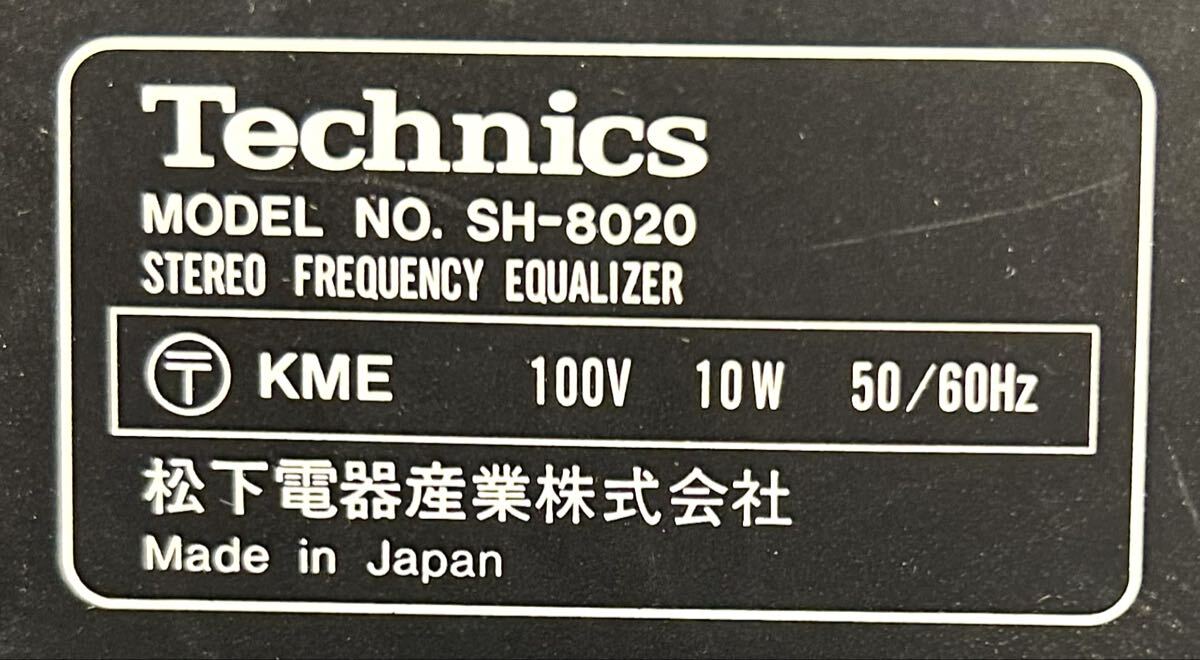 Technics
MODEL NO. SH-8020
STEREO FREQUENCY EQUALIZER
〒 KME 100V 10W 50/60Hz
松下電器産業株式会社
Made in Japan